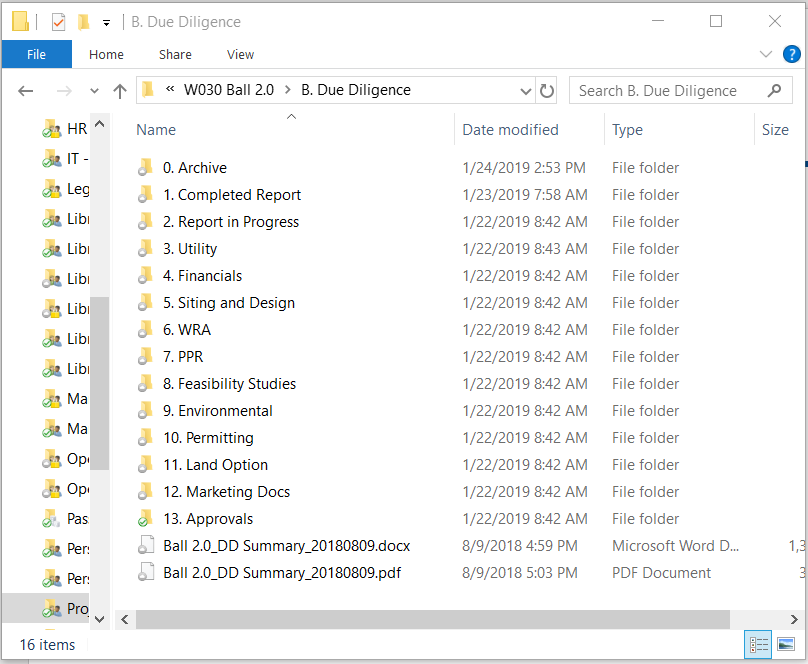 B. Due Diligence
File Home Share View
« W030 Ball 2.0 > B. Due Diligence Search B. Due Diligence
Name Date modified Type Size
HR
IT -
Leg
Libr
Libr
Libr
Libr
Libr
Libr
Ma
Ma
Ope
Ope
Pas
Pers
Pers
Proj
0. Archive 1/24/2019 2:53 PM File folder
1. Completed Report 1/23/2019 7:58 AM File folder
2. Report in Progress 1/22/2019 8:42 AM File folder
3. Utility 1/22/2019 8:43 AM File folder
4. Financials 1/22/2019 8:42 AM File folder
5. Siting and Design 1/22/2019 8:42 AM File folder
6. WRA 1/22/2019 8:42 AM File folder
7. PPR 1/22/2019 8:42 AM File folder
8. Feasibility Studies 1/22/2019 8:42 AM File folder
9. Environmental 1/22/2019 8:42 AM File folder
10. Permitting 1/22/2019 8:42 AM File folder
11. Land Option 1/22/2019 8:42 AM File folder
12. Marketing Docs 1/22/2019 8:42 AM File folder
13. Approvals 1/22/2019 8:42 AM File folder
Ball 2.0_DD Summary_20180809.docx 8/9/2018 4:59 PM Microsoft Word D... 1,3
Ball 2.0_DD Summary_20180809.pdf 8/9/2018 5:03 PM PDF Document 3
16 items